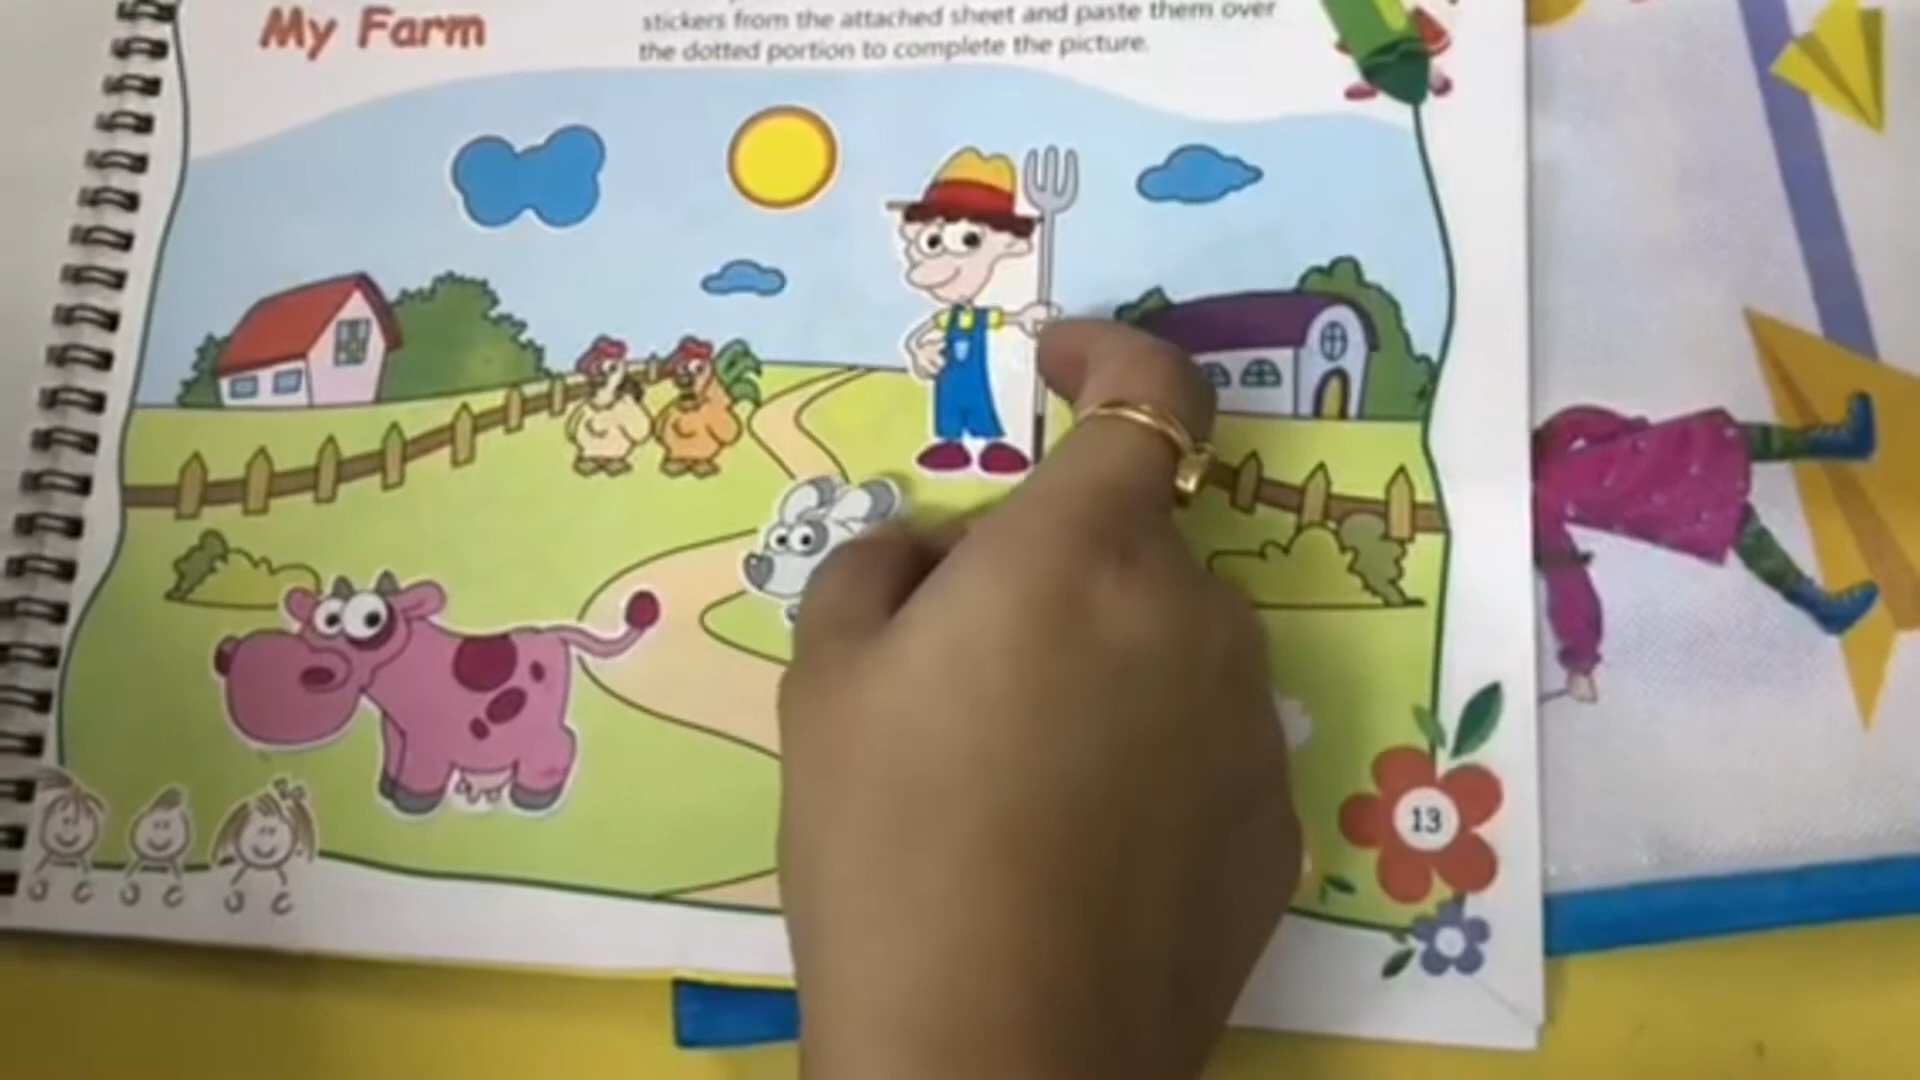 My Farm
stickers from the attached sheet and paste them over
the dotted portion to complete the picture.
13